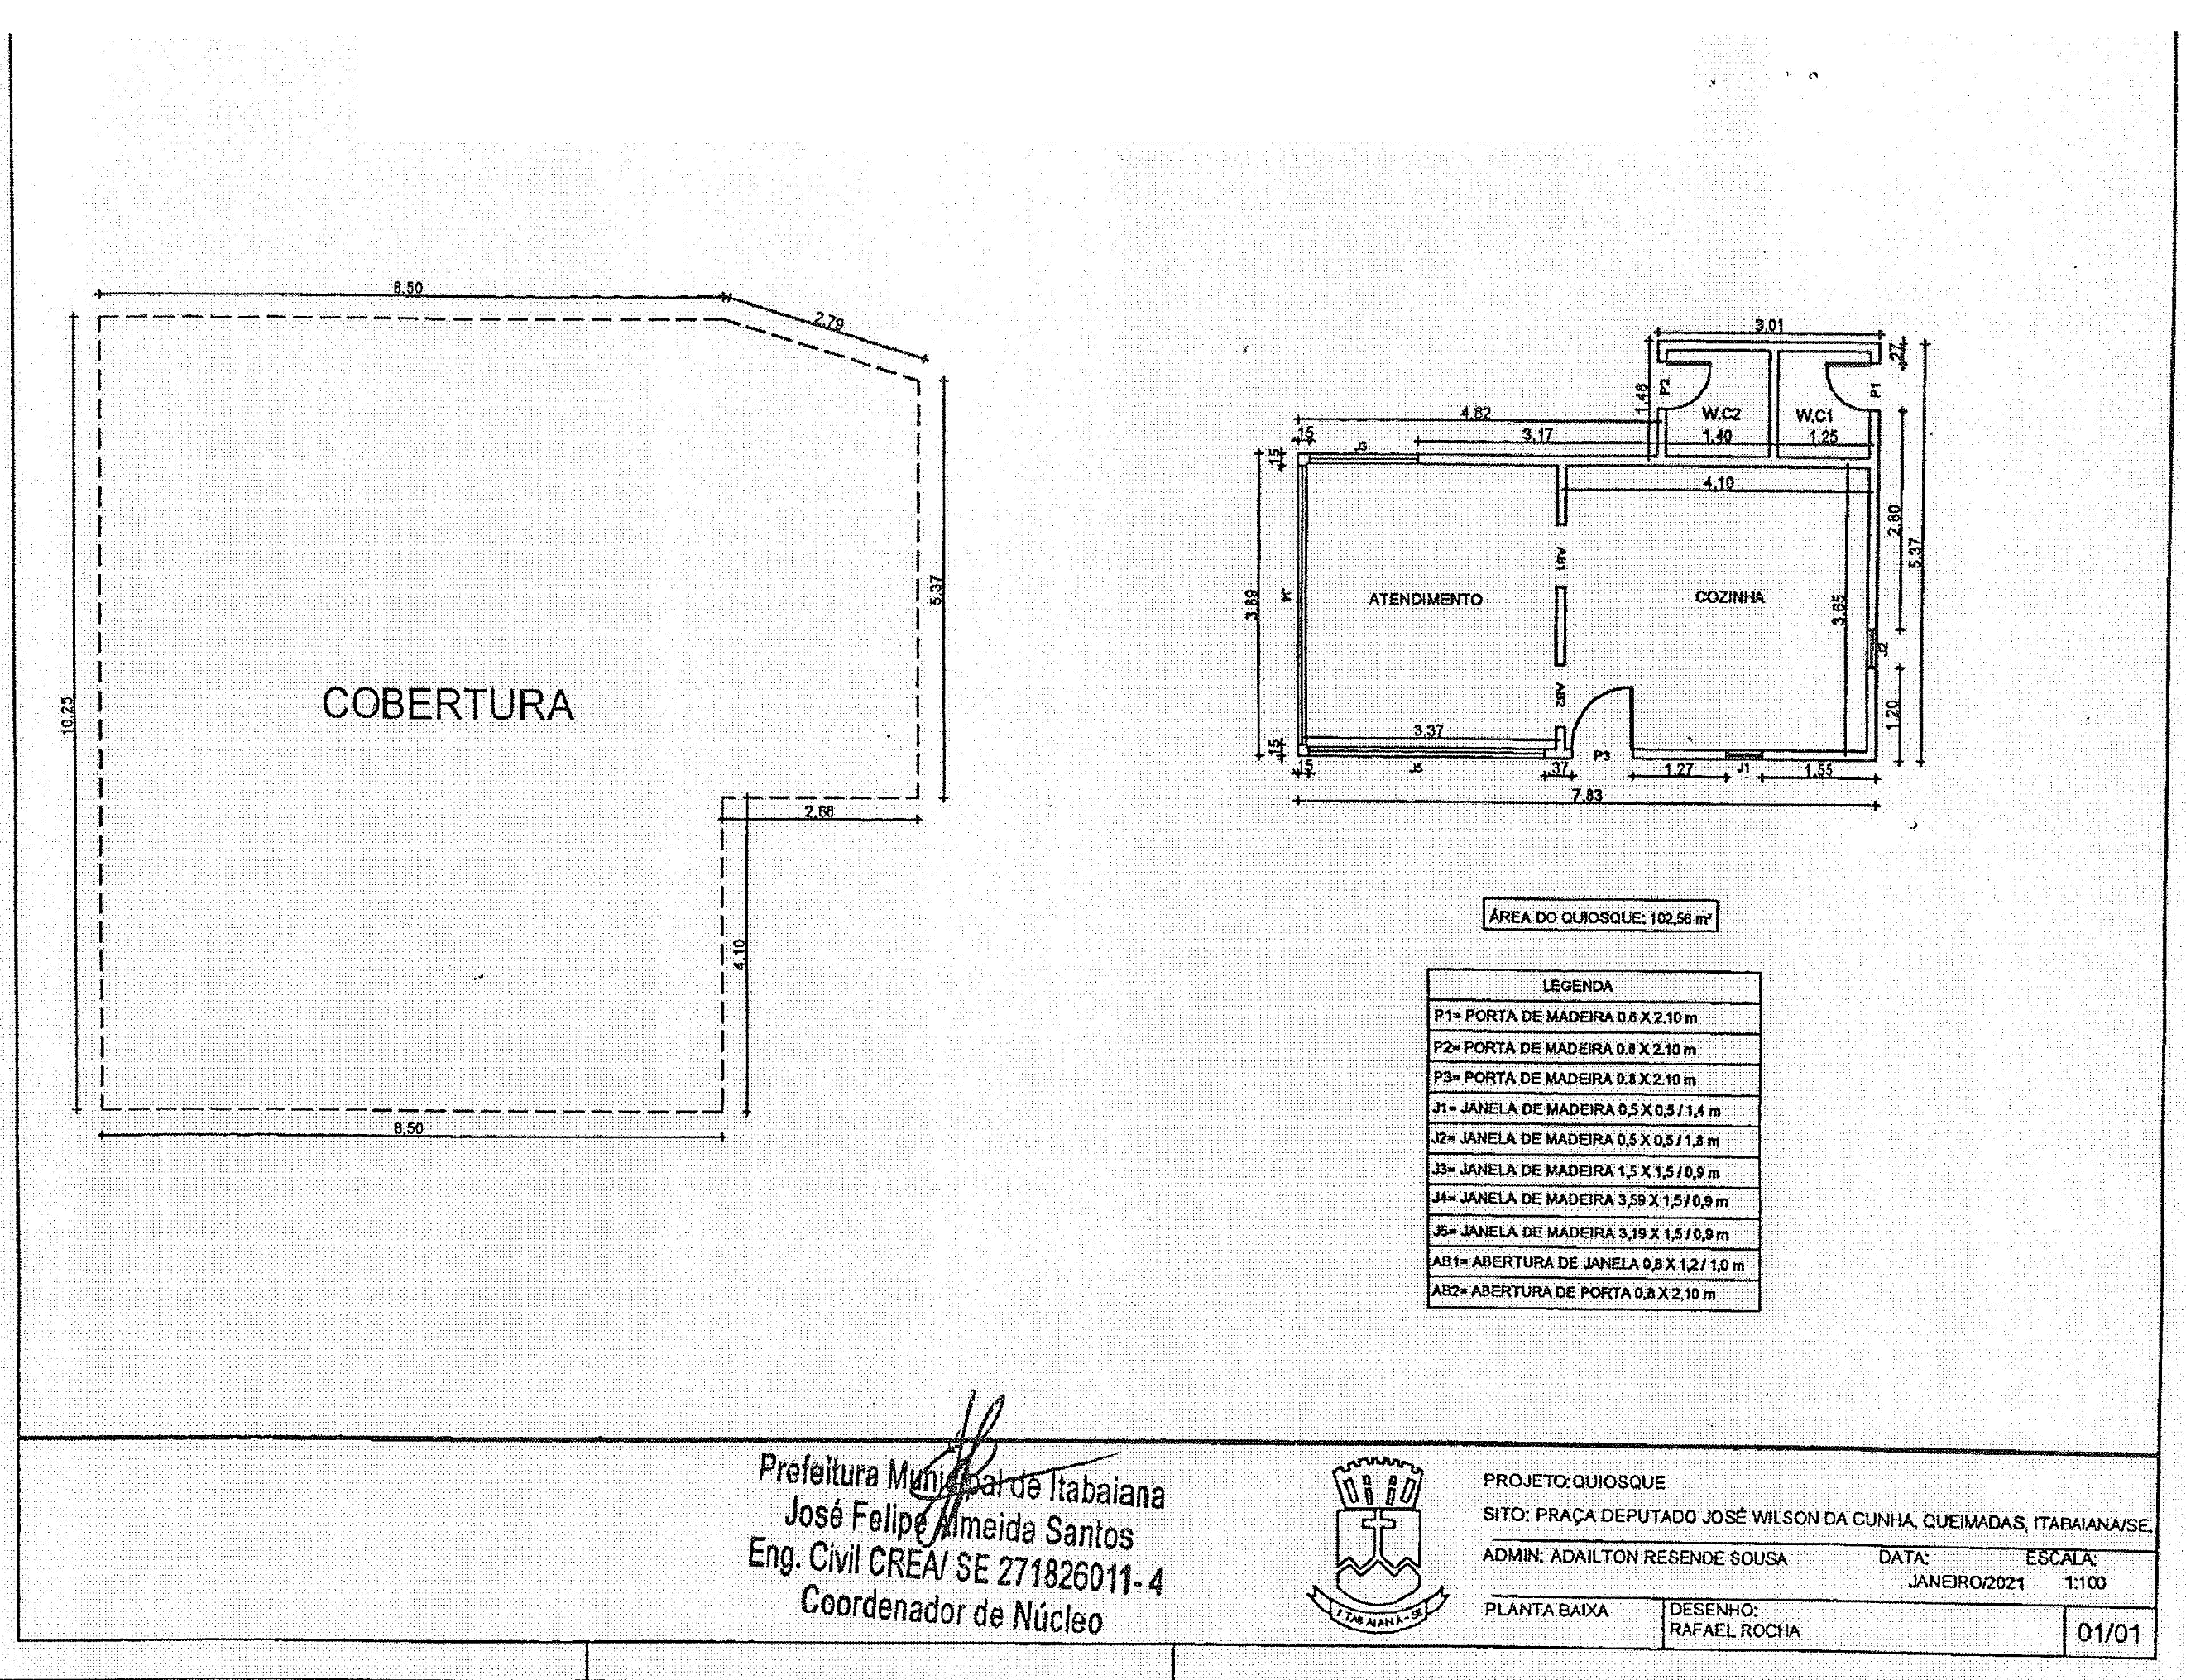 8,50
2,79
10,25
5,37
COBERTURA
2,68
4,10
8,50
3,01
27
1,48
P2
P1
W.C2
W.C1
4,82
15
J3
3,17
1,40
1,25
15
4,10
2,80
5,37
AB1
3,89
J4
ATENDIMENTO
COZINHA
3,65
J2
AB2
1,20
3,37
15
P3
15
J5
37
1,27
J1
1,55
7,83
ÁREA DO QUIOSQUE: 102,56 m²
LEGENDA
P1= PORTA DE MADEIRA 0.6 X 2.10 m
P2= PORTA DE MADEIRA 0.6 X 2.10 m
P3= PORTA DE MADEIRA 0.8 X 2.10 m
J1= JANELA DE MADEIRA 0,5 X 0,5 / 1,4 m
J2= JANELA DE MADEIRA 0,5 X 0,5 / 1,8 m
J3= JANELA DE MADEIRA 1,5 X 1,5 / 0,9 m
J4= JANELA DE MADEIRA 3,59 X 1,5 / 0,9 m
J5= JANELA DE MADEIRA 3,19 X 1,5 / 0,9 m
AB1= ABERTURA DE JANELA 0,8 X 1,2 / 1,0 m
AB2= ABERTURA DE PORTA 0,8 X 2,10 m
Prefeitura Municipal de Itabaiana
José Felipe Almeida Santos
Eng. Civil CREA/ SE 271826011-4
Coordenador de Núcleo
ITABAIANA-SE
PROJETO: QUIOSQUE
SITO: PRAÇA DEPUTADO JOSÉ WILSON DA CUNHA, QUEIMADAS, ITABAIANA/SE.
ADMIN: ADAILTON RESENDE SOUSA
DATA:
JANEIRO/2021
ESCALA:
1:100
PLANTA BAIXA
DESENHO:
RAFAEL ROCHA
01/01